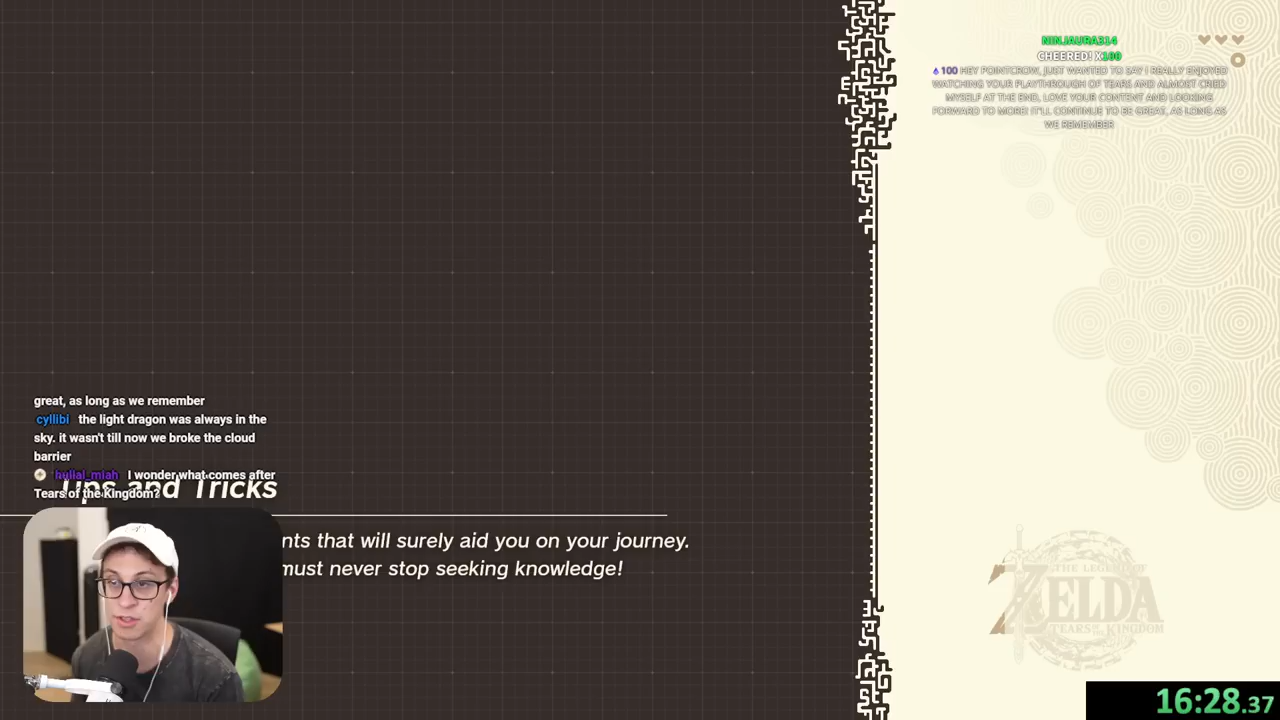 NINJAURA314
CHEERED! X100
100 HEY POINTCROW, JUST WANTED TO SAY I REALLY ENJOYED
WATCHING YOUR PLAYTHROUGH OF TEARS AND ALMOST CRIED
MYSELF AT THE END, LOVE YOUR CONTENT AND LOOKING
FORWARD TO MORE! IT'LL CONTINUE TO BE GREAT, AS LONG AS
WE REMEMBER
great, as long as we remember
cyllibi the light dragon was always in the
sky. it wasn't till now we broke the cloud
barrier
hullai_miah I wonder what comes after
Tears of the Kingdom?
Tips and Tricks
nts that will surely aid you on your journey.
must never stop seeking knowledge!
THE LEGEND OF
ZELDA
TEARS OF THE KINGDOM
16:28.37